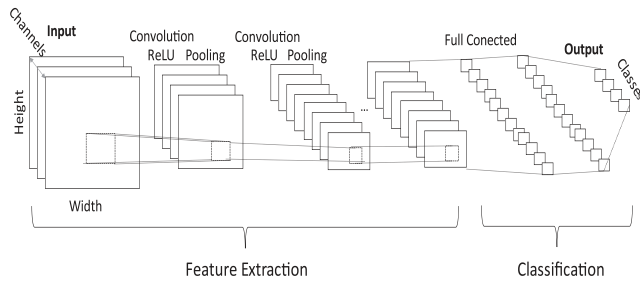 Channels
Input
Height
Width
Convolution
ReLU Pooling
Convolution
ReLU Pooling
...
Full Conected
Output
Classes
Feature Extraction
Classification